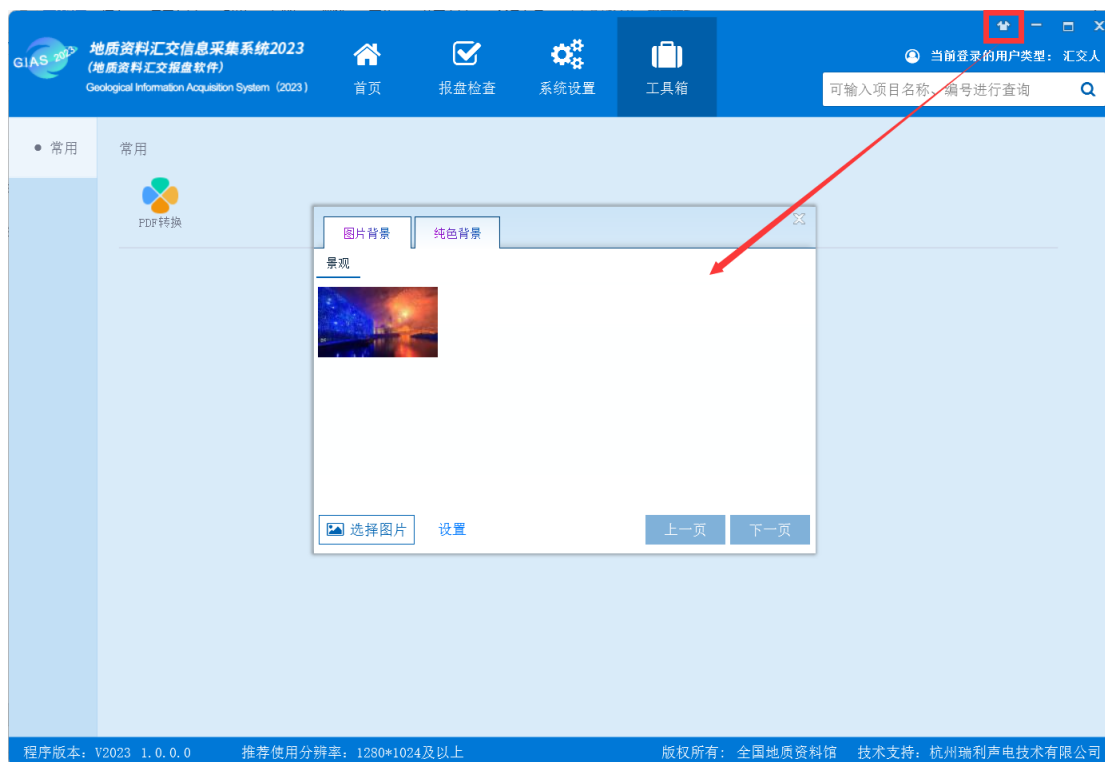 GIAS 2023
地质资料汇交信息采集系统2023
(地质资料汇交报盘软件)
Geological Information Acquisition System (2023)
首页
报盘检查
系统设置
工具箱
当前登录的用户类型: 汇交人
可输入项目名称、编号进行查询
常用
常用
PDF转换
图片背景
纯色背景
景观
选择图片
设置
上一页
下一页
程序版本: V2023 1.0.0.0
推荐使用分辨率: 1280*1024及以上
版权所有: 全国地质资料馆
技术支持: 杭州瑞利声电技术有限公司